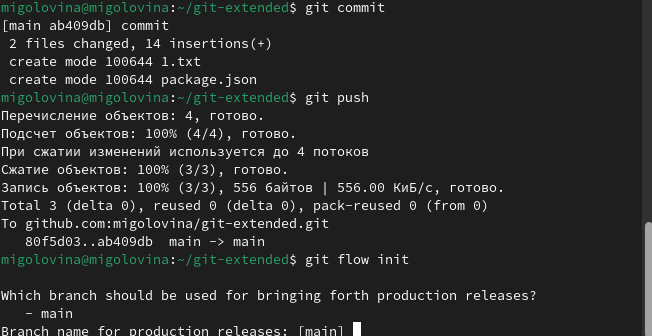 migolovina@migolovina:~/git-extended$ git commit
[main ab409db] commit
 2 files changed, 14 insertions(+)
 create mode 100644 1.txt
 create mode 100644 package.json
migolovina@migolovina:~/git-extended$ git push
Перечисление объектов: 4, готово.
Подсчет объектов: 100% (4/4), готово.
При сжатии изменений используется до 4 потоков
Сжатие объектов: 100% (3/3), готово.
Запись объектов: 100% (3/3), 556 байтов | 556.00 КиБ/с, готово.
Total 3 (delta 0), reused 0 (delta 0), pack-reused 0 (from 0)
To github.com:migolovina/git-extended.git
   80f5d03..ab409db  main -> main
migolovina@migolovina:~/git-extended$ git flow init

Which branch should be used for bringing forth production releases?
   - main
Branch name for production releases: [main]